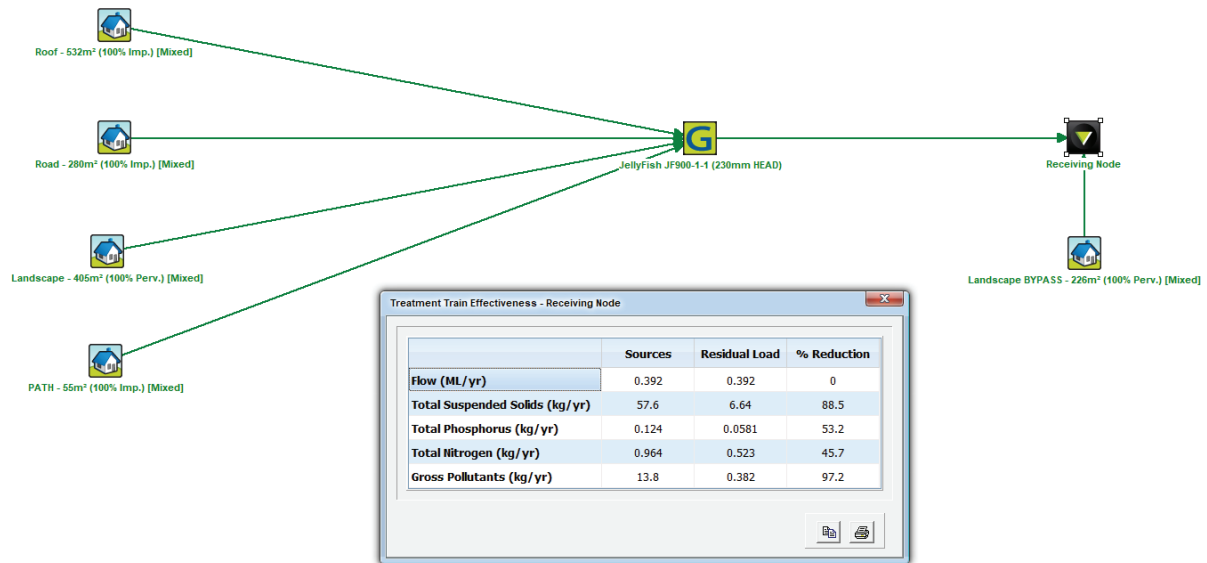 Roof - 532m² (100% Imp.) [Mixed]
Road - 280m² (100% Imp.) [Mixed]
G
JellyFish JF900-1-1 (230mm HEAD)
Receiving Node
Landscape - 405m² (100% Perv.) [Mixed]
Landscape BYPASS - 226m² (100% Perv.) [Mixed]
PATH - 55m² (100% Imp.) [Mixed]
Treatment Train Effectiveness - Receiving Node
Sources Residual Load % Reduction
Flow (ML/yr) 0.392 0.392 0
Total Suspended Solids (kg/yr) 57.6 6.64 88.5
Total Phosphorus (kg/yr) 0.124 0.0581 53.2
Total Nitrogen (kg/yr) 0.964 0.523 45.7
Gross Pollutants (kg/yr) 13.8 0.382 97.2